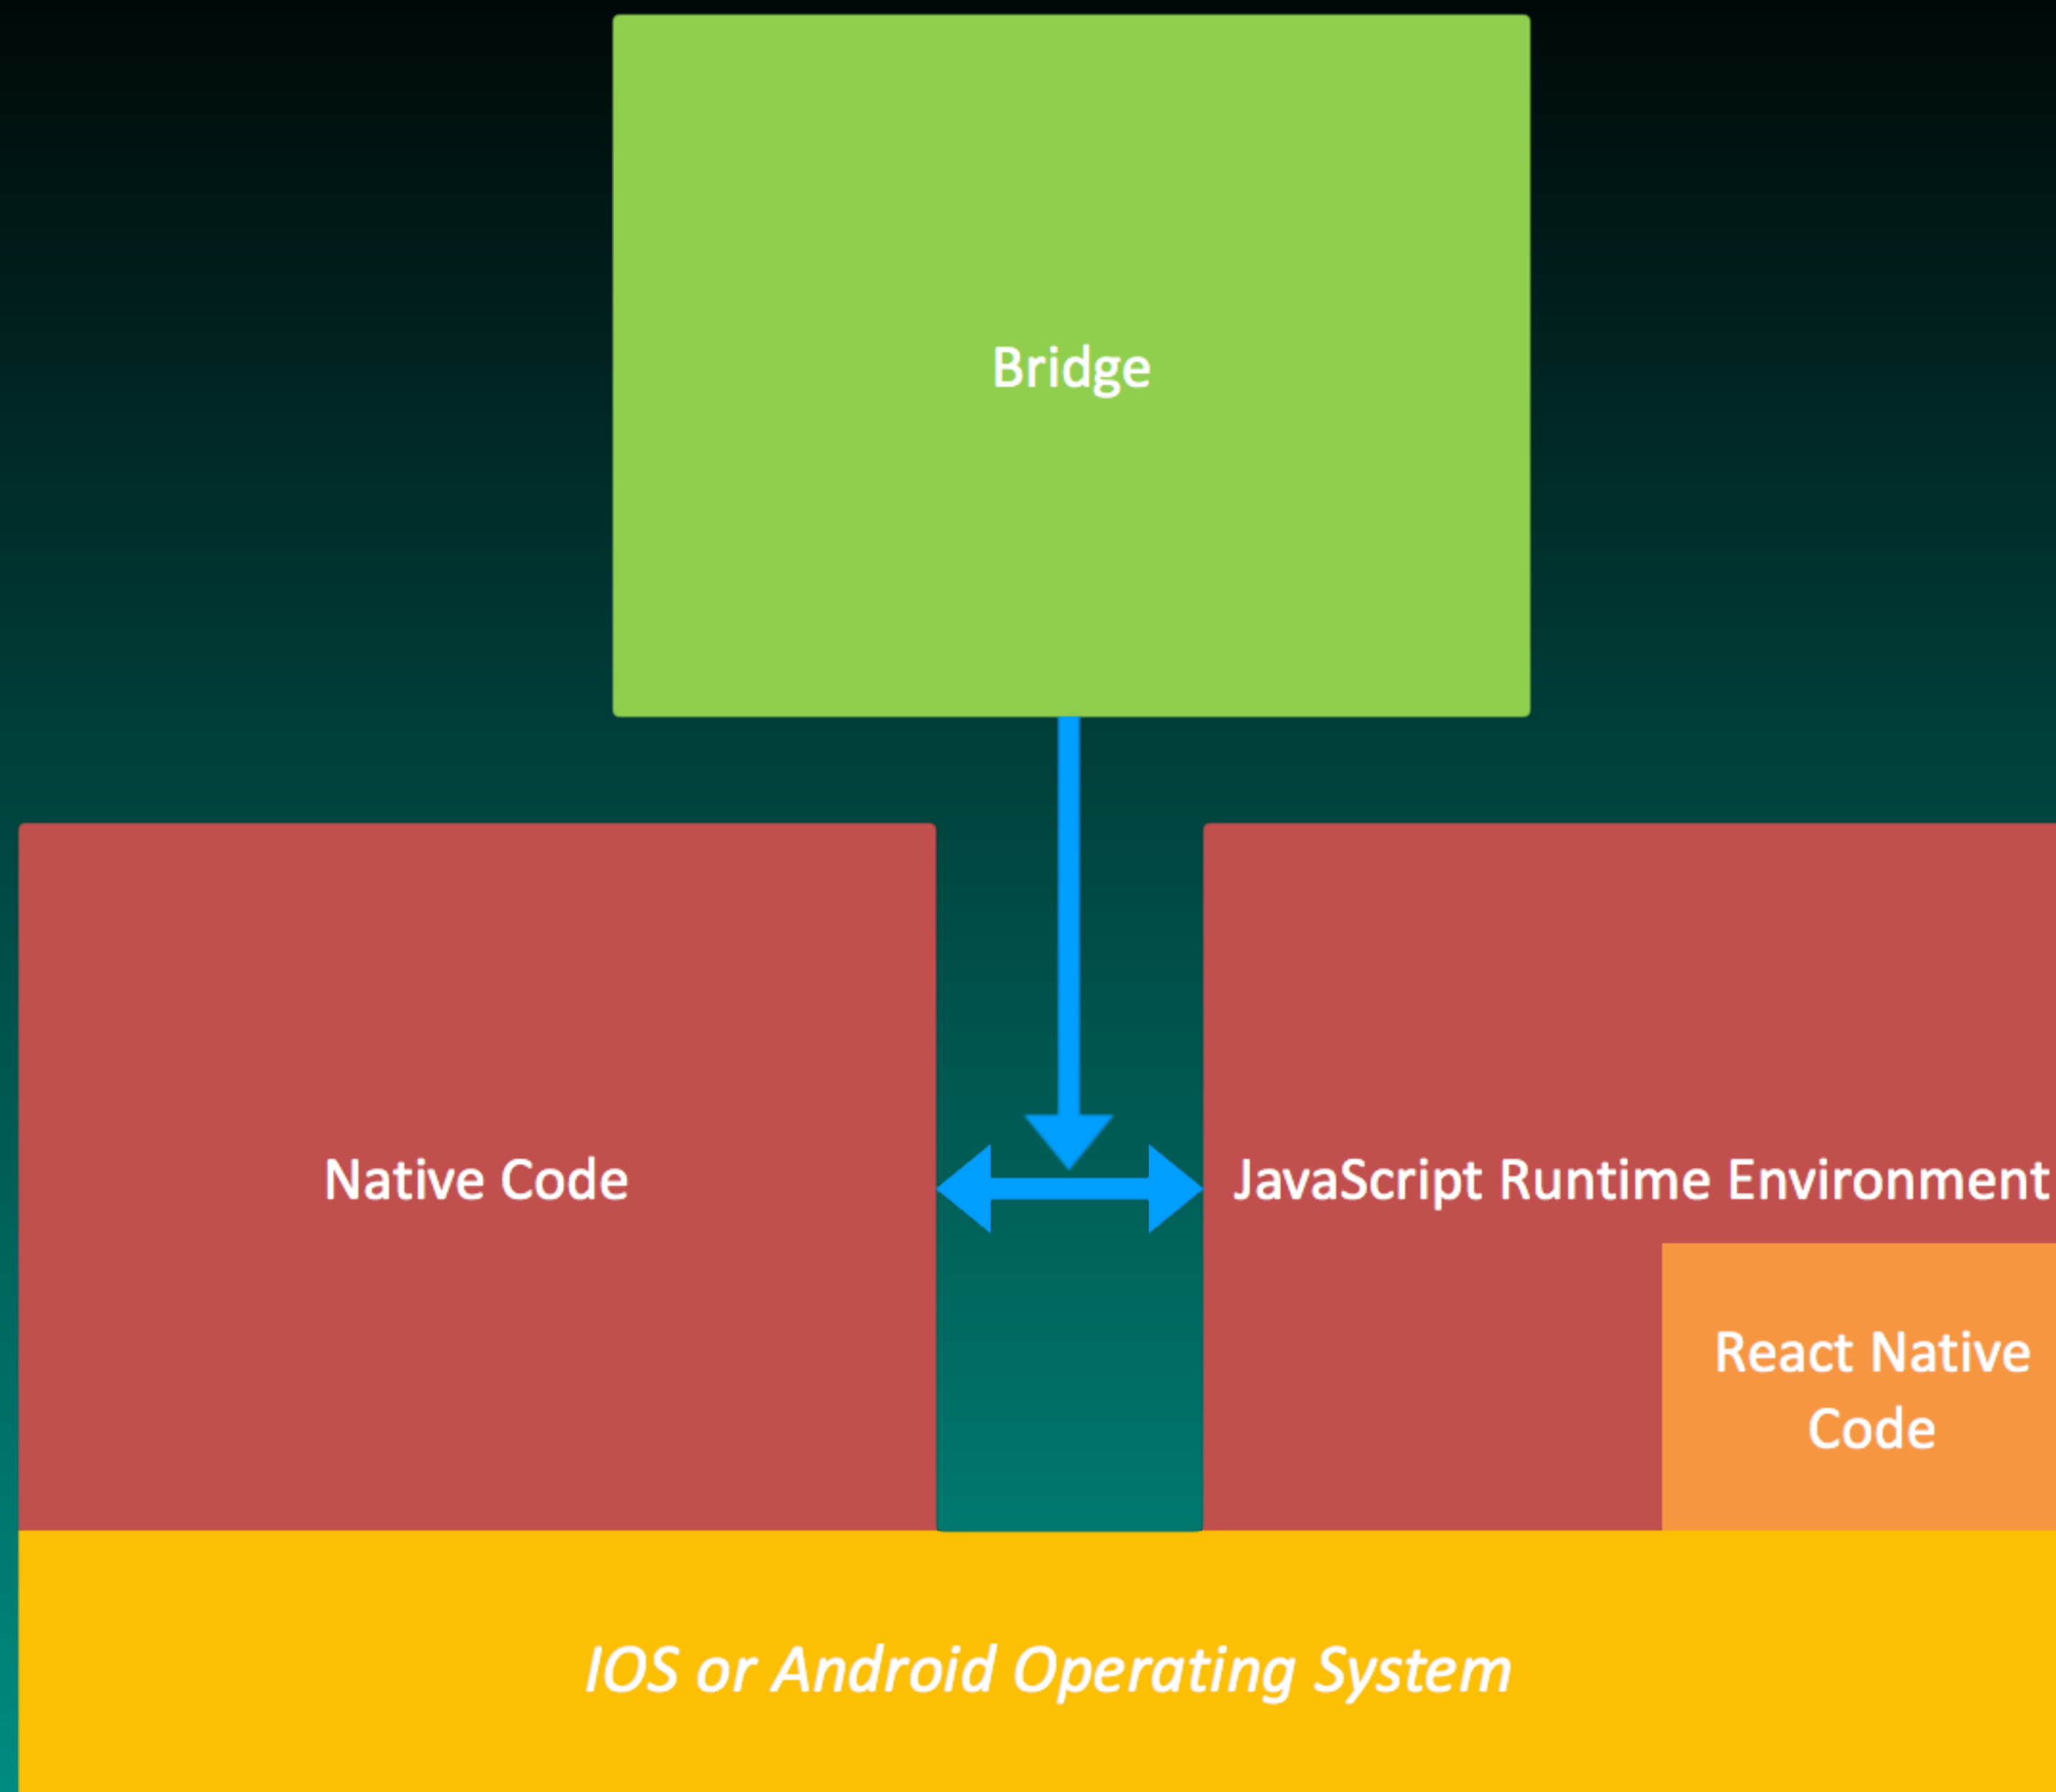 Bridge
Native Code
JavaScript Runtime Environment
React Native
Code
IOS or Android Operating System